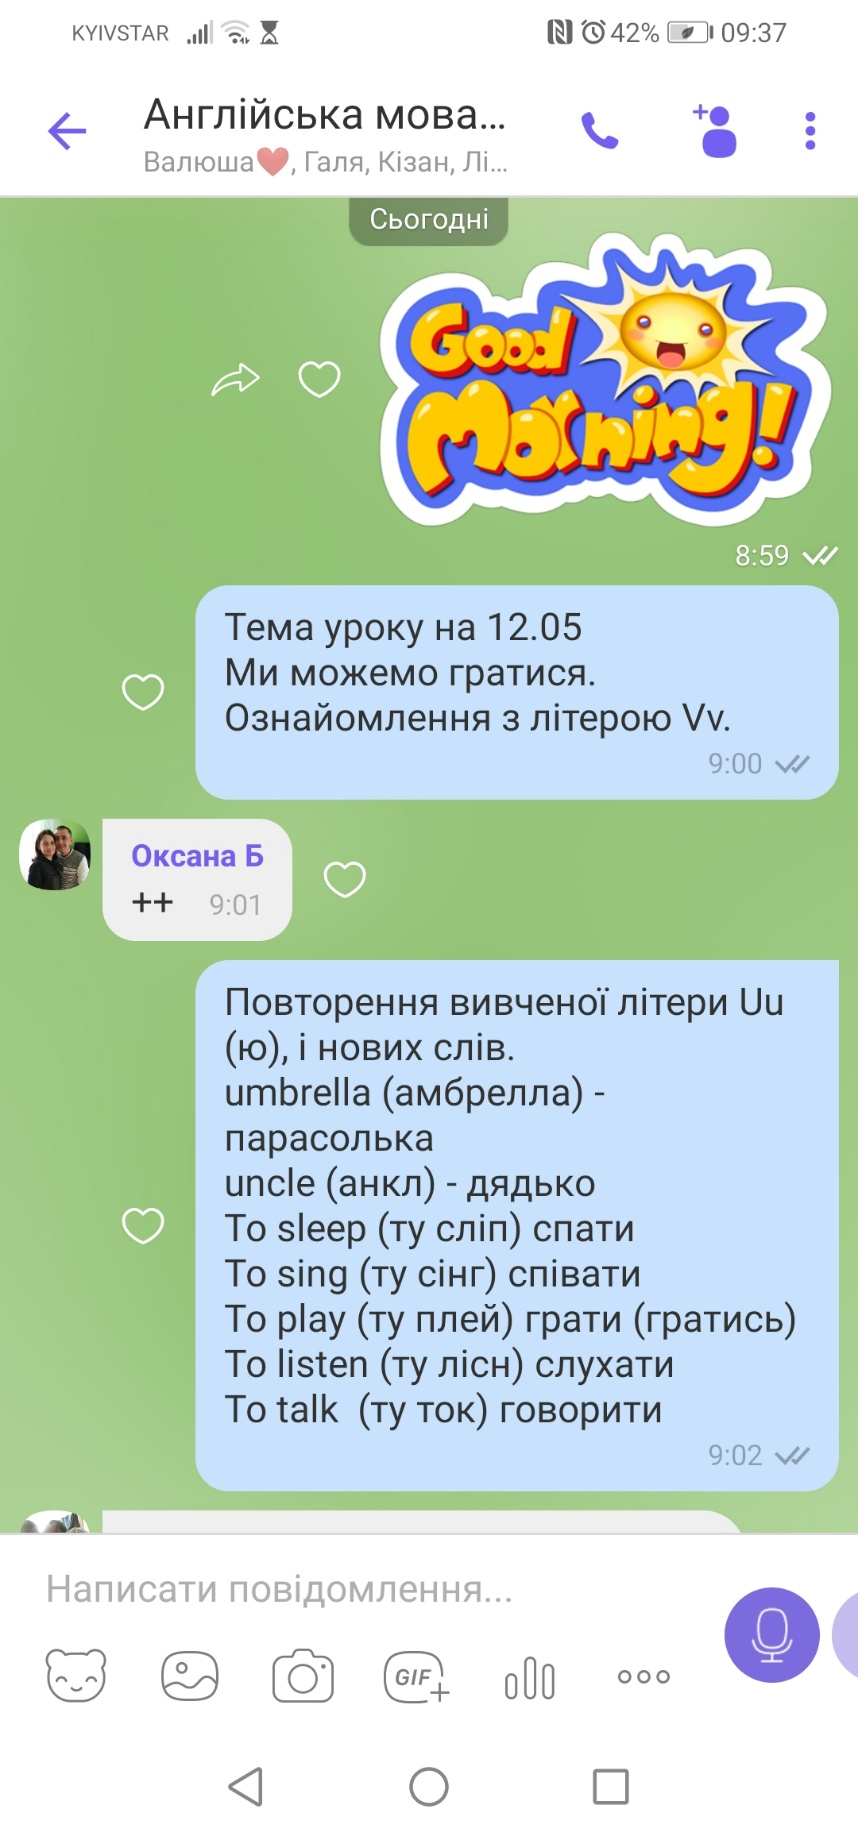 KYIVSTAR 42% 09:37
Англійська мова...
Валюша❤️, Галя, Кізан, Лі...
Сьогодні
Good
Morning!
8:59
Тема уроку на 12.05
Ми можемо гратися.
Ознайомлення з літерою Vv.
9:00
Оксана Б
++ 9:01
Повторення вивченої літери Uu
(ю), і нових слів.
umbrella (амбрелла) -
парасолька
uncle (анкл) - дядько
To sleep (ту сліп) спати
To sing (ту сінг) співати
To play (ту плей) грати (гратись)
To listen (ту лісн) слухати
To talk  (ту ток) говорити
9:02
Написати повідомлення...
GIF